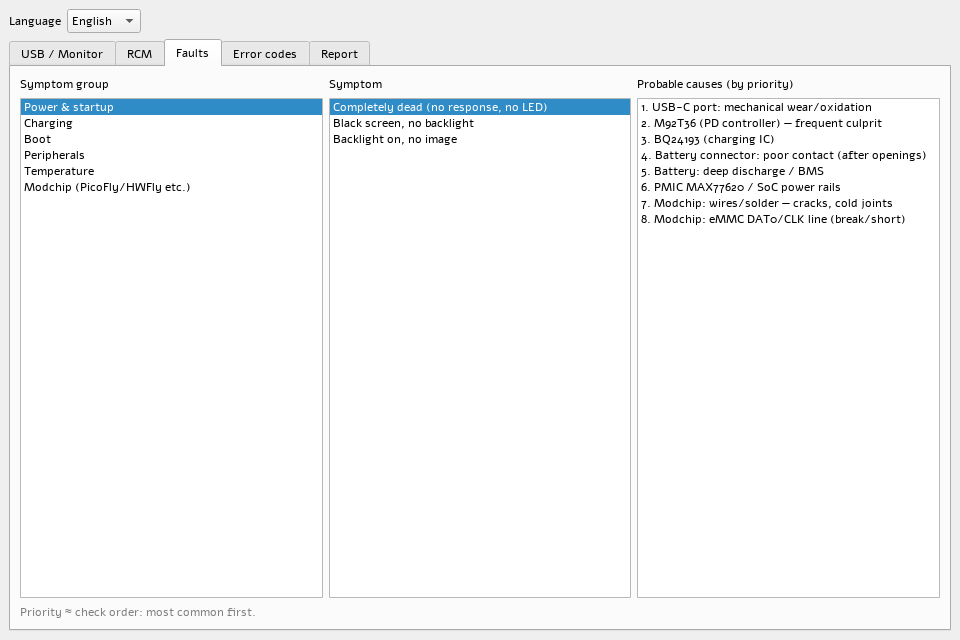 Language English
USB / Monitor RCM Faults Error codes Report
Symptom group
Power & startup
Charging
Boot
Peripherals
Temperature
Modchip (PicoFly/HWFly etc.)
Symptom
Completely dead (no response, no LED)
Black screen, no backlight
Backlight on, no image
Probable causes (by priority)
1. USB-C port: mechanical wear/oxidation
2. M92T36 (PD controller) — frequent culprit
3. BQ24193 (charging IC)
4. Battery connector: poor contact (after openings)
5. Battery: deep discharge / BMS
6. PMIC MAX77620 / SoC power rails
7. Modchip: wires/solder — cracks, cold joints
8. Modchip: eMMC DAT0/CLK line (break/short)
Priority ≈ check order: most common first.